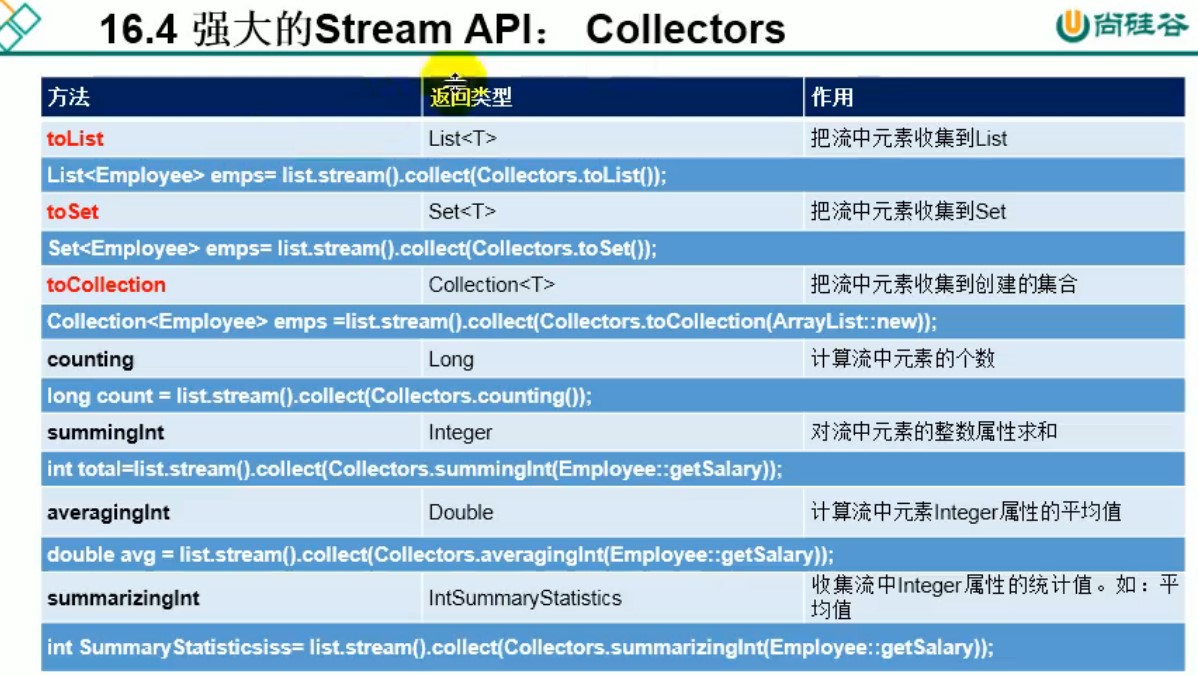 16.4 强大的Stream API： Collectors
尚硅谷
方法 返回类型 作用
toList List<T> 把流中元素收集到List
List<Employee> emps= list.stream().collect(Collectors.toList());
toSet Set<T> 把流中元素收集到Set
Set<Employee> emps= list.stream().collect(Collectors.toSet());
toCollection Collection<T> 把流中元素收集到创建的集合
Collection<Employee> emps =list.stream().collect(Collectors.toCollection(ArrayList::new));
counting Long 计算流中元素的个数
long count = list.stream().collect(Collectors.counting());
summingInt Integer 对流中元素的整数属性求和
int total=list.stream().collect(Collectors.summingInt(Employee::getSalary));
averagingInt Double 计算流中元素Integer属性的平均值
double avg = list.stream().collect(Collectors.averagingInt(Employee::getSalary));
summarizingInt IntSummaryStatistics 收集流中Integer属性的统计值。如：平
均值
int SummaryStatisticsiss= list.stream().collect(Collectors.summarizingInt(Employee::getSalary));